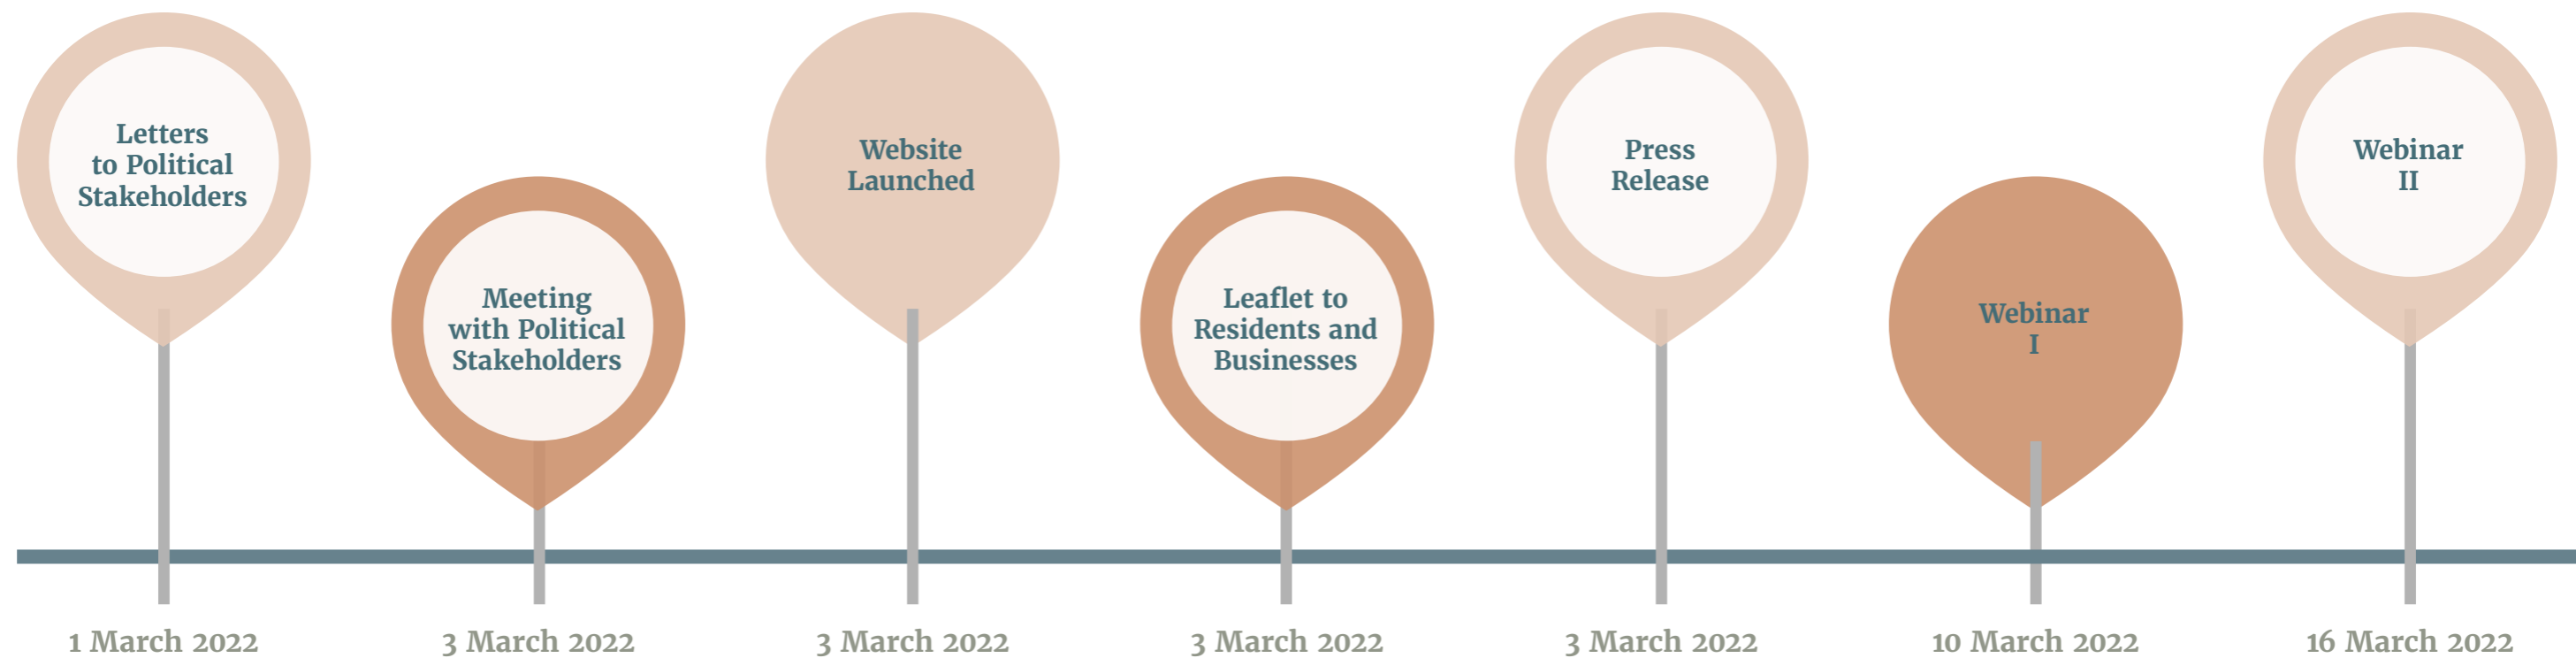 Letters
to Political
Stakeholders
Meeting
with Political
Stakeholders
Website
Launched
Leaflet to
Residents and
Businesses
Press
Release
Webinar
I
Webinar
II
1 March 2022
3 March 2022
3 March 2022
3 March 2022
3 March 2022
10 March 2022
16 March 2022